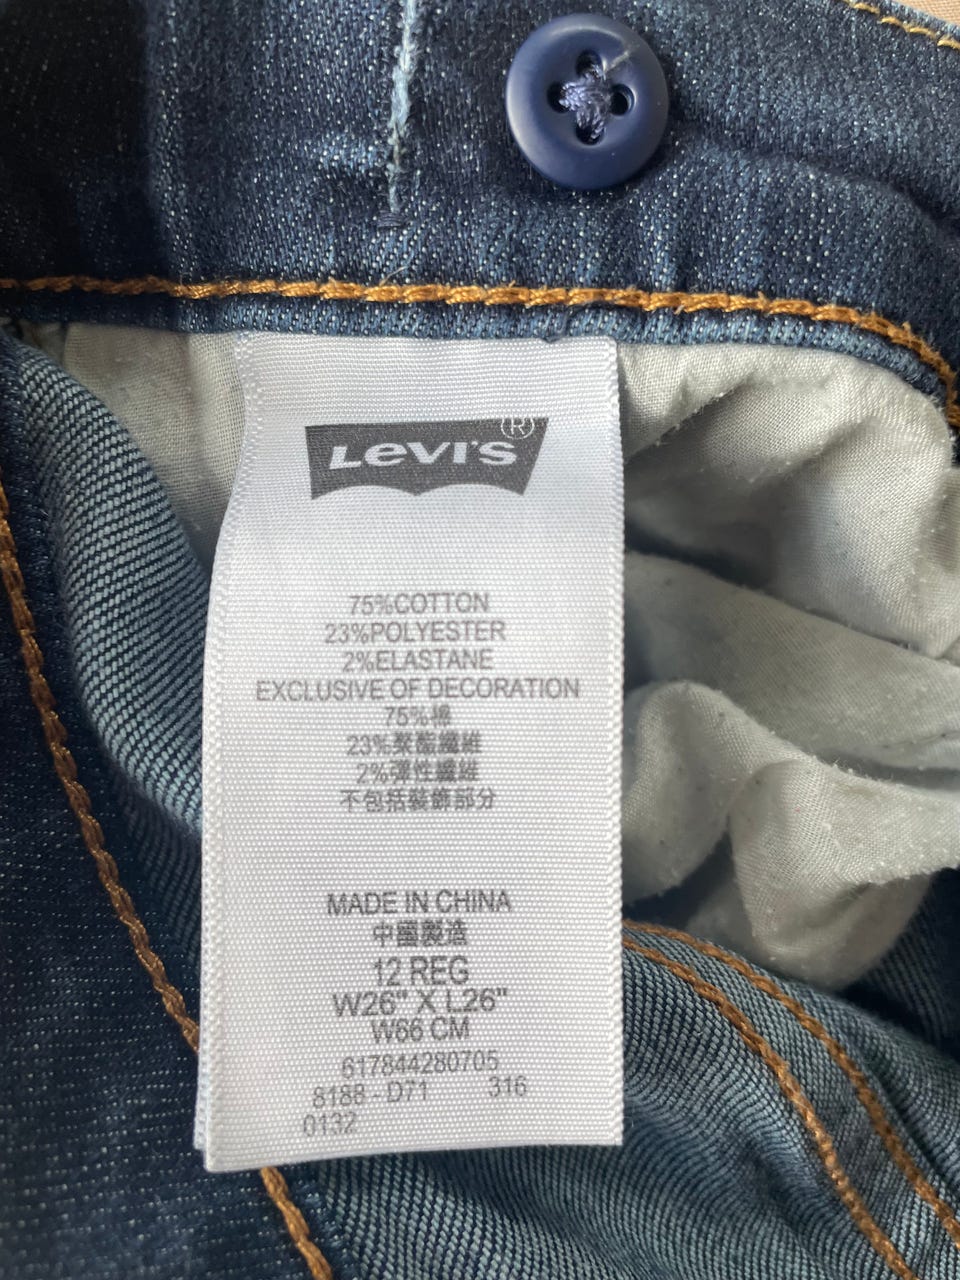 Levi's®
75%COTTON
23%POLYESTER
2%ELASTANE
EXCLUSIVE OF DECORATION
75%棉
23%聚酯纖維
2%彈性纖維
不包括裝飾部分
MADE IN CHINA
中國製造
12 REG
W26" X L26"
W66 CM
617844280705
8188 - D71 316
0132